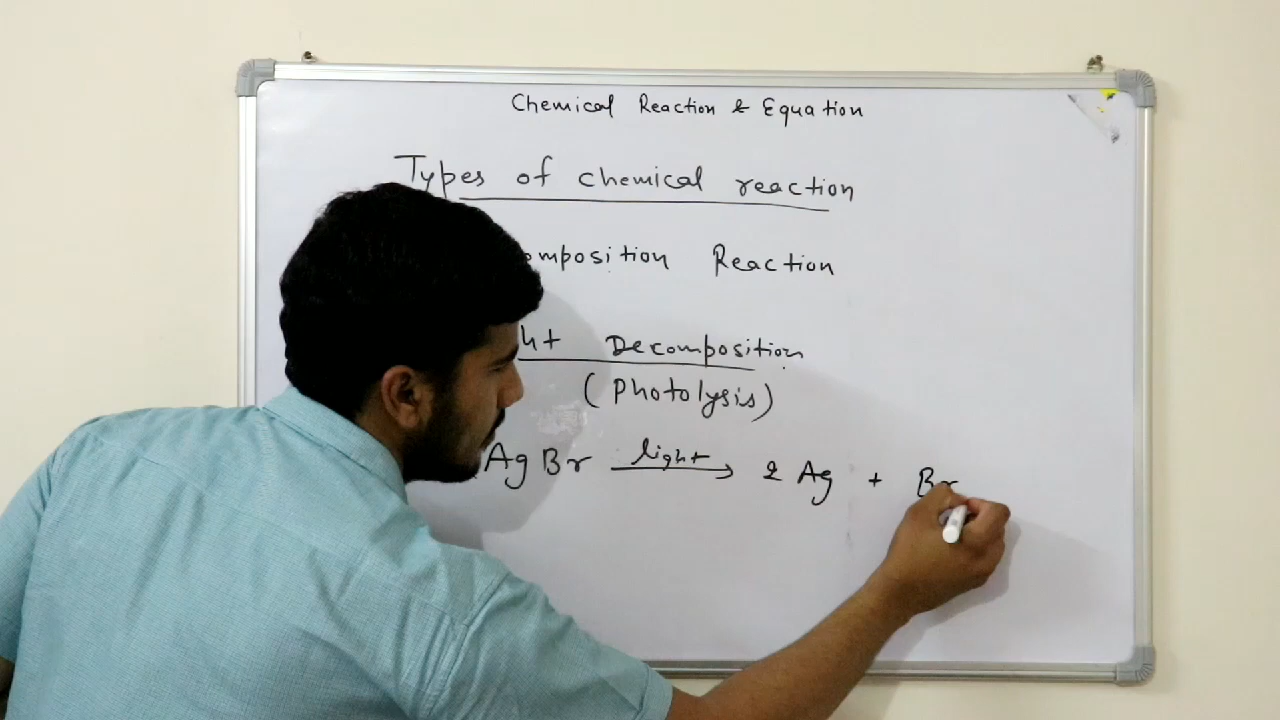 Chemical Reaction & Equation
Types of chemical reaction
omposition Reaction
ht Decomposition
(Photolysis)
AgBr light → 2 Ag + Br